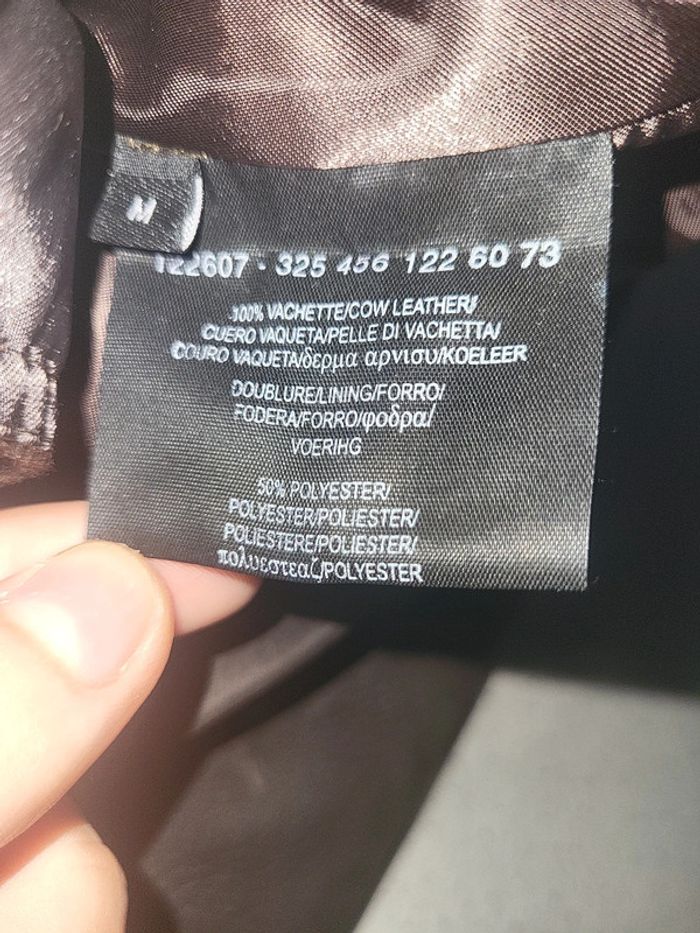 M
122607 - 325 456 122 60 73
100% VACHETTE/COW LEATHER/
CUERO VAQUETA/PELLE DI VACHETTA/
COURO VAQUETA/δερμα αρνισυ/KOELEER
DOUBLURE/LINING/FORRO/
FODERA/FORRO/φοδρα/
VOERIHG
50% POLYESTER/
POLYESTER/POLIESTER/
POLIESTERE/POLIESTER/
πολυεστεαζ/POLYESTER